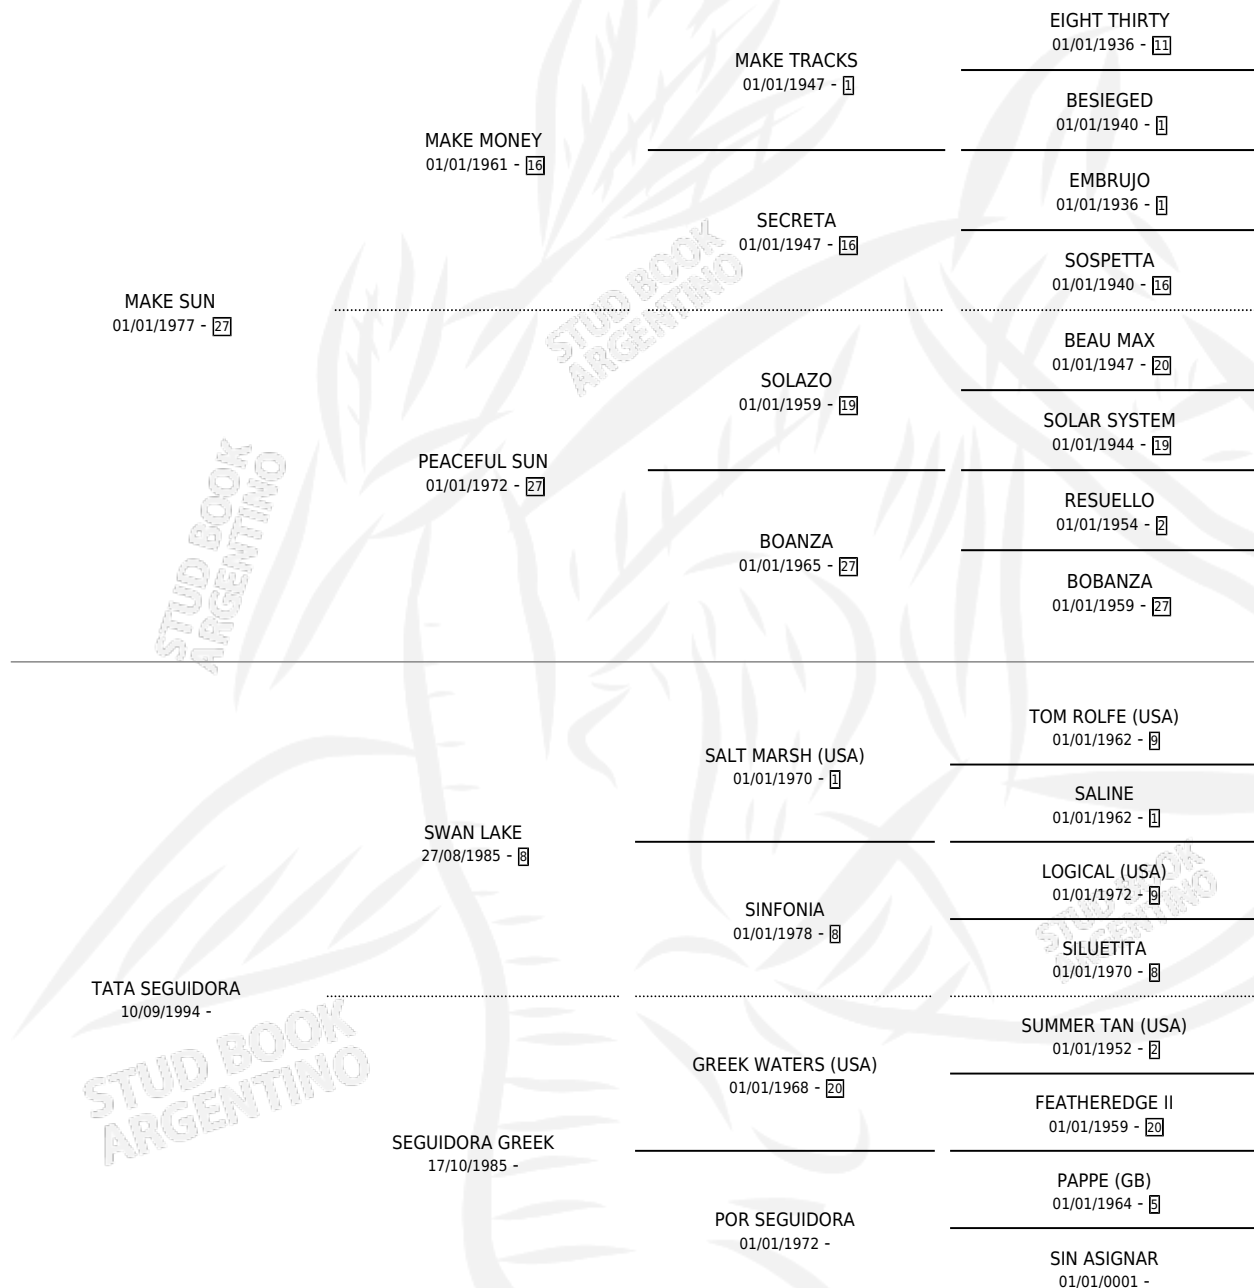 EIGHT THIRTY
01/01/1936 - 11
MAKE TRACKS
01/01/1947 - 1
BESIEGED
01/01/1940 - 1
MAKE MONEY
01/01/1961 - 16
EMBRUJO
01/01/1936 - 1
SECRETA
01/01/1947 - 16
SOSPETTA
01/01/1940 - 16
MAKE SUN
01/01/1977 - 27
BEAU MAX
01/01/1947 - 20
SOLAZO
01/01/1959 - 19
SOLAR SYSTEM
01/01/1944 - 19
PEACEFUL SUN
01/01/1972 - 27
RESUELLO
01/01/1954 - 2
BOANZA
01/01/1965 - 27
BOBANZA
01/01/1959 - 27
STUD BOOK
ARGENTINO
STUD BOOK
ARGENTINO
TOM ROLFE (USA)
01/01/1962 - 9
SALT MARSH (USA)
01/01/1970 - 1
SALINE
01/01/1962 - 1
SWAN LAKE
27/08/1985 - 8
LOGICAL (USA)
01/01/1972 - 9
SINFONIA
01/01/1978 - 8
SILUETITA
01/01/1970 - 8
TATA SEGUIDORA
10/09/1994 -
SUMMER TAN (USA)
01/01/1952 - 2
GREEK WATERS (USA)
01/01/1968 - 20
FEATHEREDGE II
01/01/1959 - 20
SEGUIDORA GREEK
17/10/1985 -
PAPPE (GB)
01/01/1964 - 5
POR SEGUIDORA
01/01/1972 -
SIN ASIGNAR
01/01/0001 -
STUD BOOK
ARGENTINO
STUD BOOK
ARGENTINO